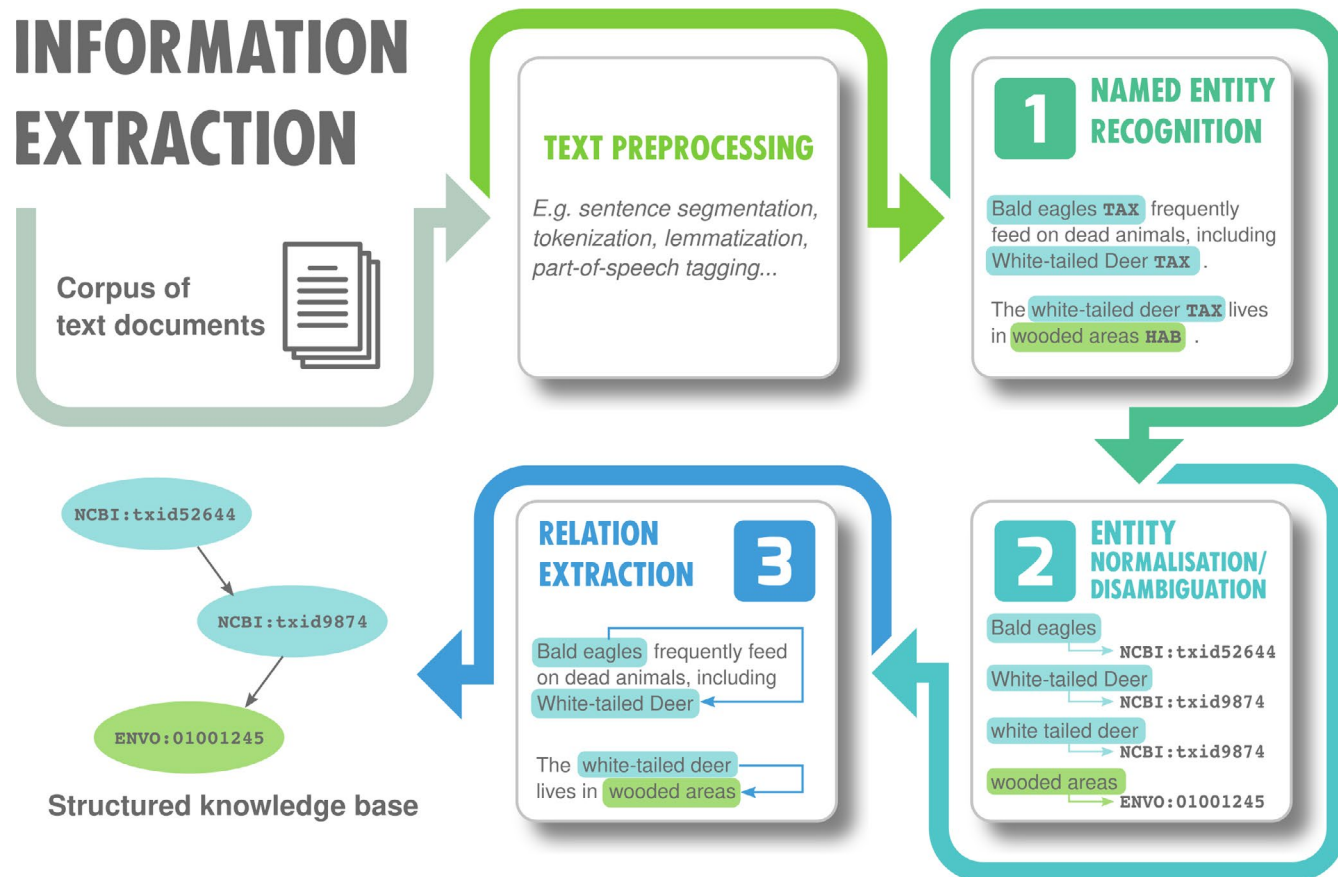 INFORMATION
EXTRACTION
Corpus of
text documents
TEXT PREPROCESSING
E.g. sentence segmentation,
tokenization, lemmatization,
part-of-speech tagging...
1
NAMED ENTITY
RECOGNITION
Bald eagles TAX frequently
feed on dead animals, including
White-tailed Deer TAX .
The white-tailed deer TAX lives
in wooded areas HAB .
2
ENTITY
NORMALISATION/
DISAMBIGUATION
Bald eagles
NCBI:txid52644
White-tailed Deer
NCBI:txid9874
white tailed deer
NCBI:txid9874
wooded areas
ENVO:01001245
RELATION
EXTRACTION
3
Bald eagles frequently feed
on dead animals, including
White-tailed Deer
The white-tailed deer
lives in wooded areas
NCBI:txid52644
NCBI:txid9874
ENVO:01001245
Structured knowledge base